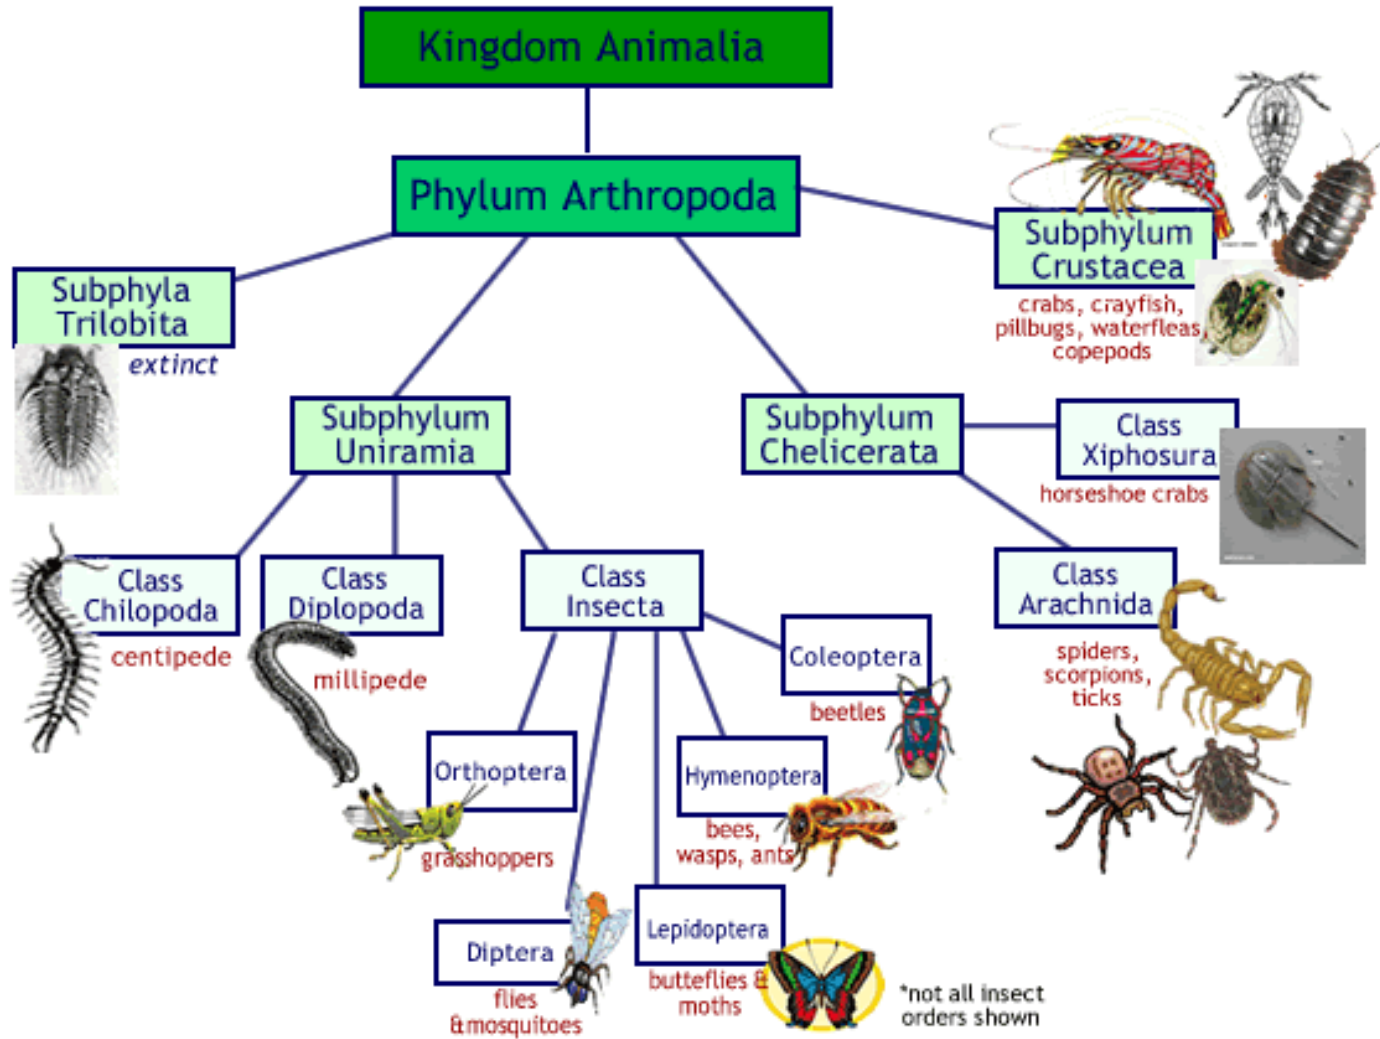 Kingdom Animalia
Phylum Arthropoda
Subphylum
Crustacea
crabs, crayfish,
pillbugs, waterfleas,
copepods
Subphyla
Trilobita
extinct
Subphylum
Uniramia
Subphylum
Chelicerata
Class
Xiphosura
horseshoe crabs
Class
Chilopoda
centipede
Class
Diplopoda
millipede
Class
Insecta
Class
Arachnida
spiders,
scorpions,
ticks
Coleoptera
beetles
Orthoptera
grasshoppers
Hymenoptera
bees,
wasps, ants
Diptera
flies
&mosquitoes
Lepidoptera
butteflies &
moths
*not all insect
orders shown